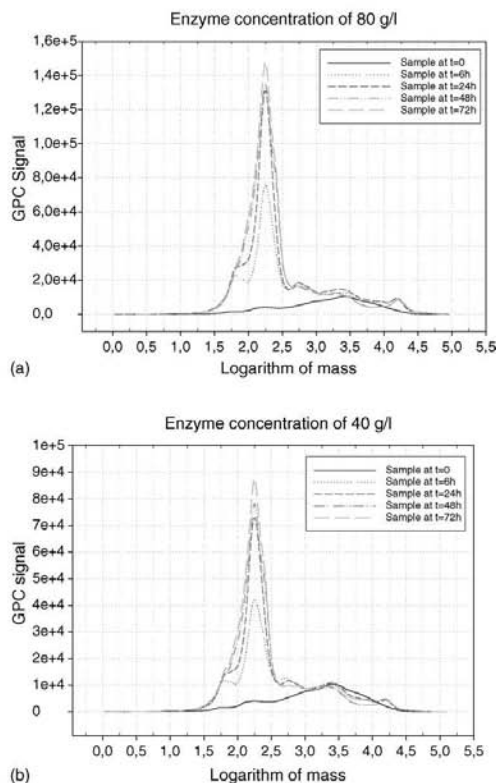 Enzyme concentration of 80 g/l
1,6e+5
1,4e+5
1,2e+5
1,0e+5
8,0e+4
6,0e+4
4,0e+4
2,0e+4
0,0
GPC Signal
Sample at t=0
Sample at t=6h
Sample at t=24h
Sample at t=48h
Sample at t=72h
0,0 0,5 1,0 1,5 2,0 2,5 3,0 3,5 4,0 4,5 5,0 5,5
(a)
Logarithm of mass
Enzyme concentration of 40 g/l
1e+5
9e+4
8e+4
7e+4
6e+4
5e+4
4e+4
3e+4
2e+4
1e+4
0
GPC signal
Sample at t=0
Sample at t=6h
Sample at t=24h
Sample at t=48h
Sample at t=72h
0,0 0,5 1,0 1,5 2,0 2,5 3,0 3,5 4,0 4,5 5,0 5,5
(b)
Logarithm of mass